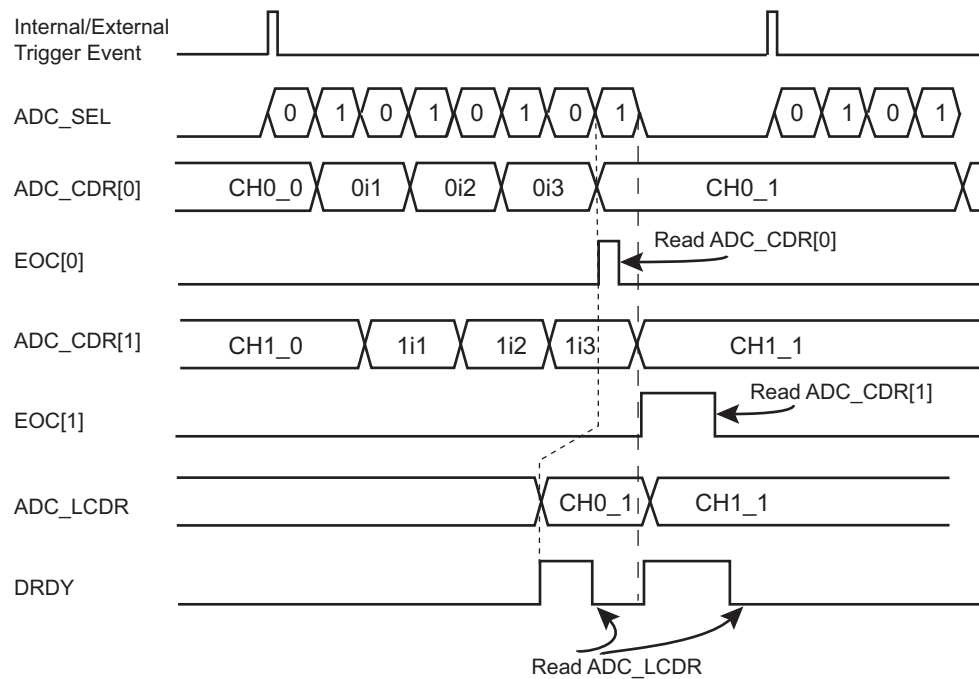 Internal/External
Trigger Event
ADC_SEL
0 1 0 1 0 1 0 1 0 1 0 1
ADC_CDR[0]
CH0_0 0i1 0i2 0i3 CH0_1
EOC[0]
Read ADC_CDR[0]
ADC_CDR[1]
CH1_0 1i1 1i2 1i3 CH1_1
EOC[1]
Read ADC_CDR[1]
ADC_LCDR
CH0_1 CH1_1
DRDY
Read ADC_LCDR